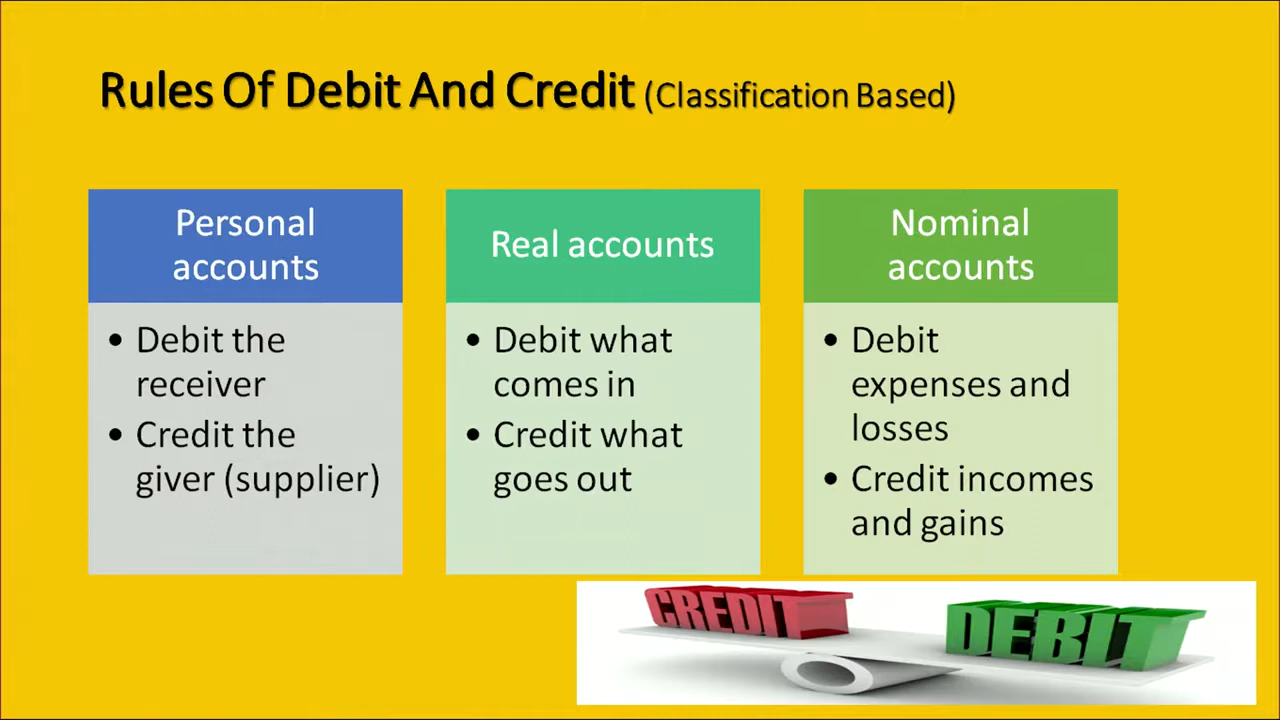 Rules Of Debit And Credit (Classification Based)
Personal
accounts
• Debit the
receiver
• Credit the
giver (supplier)
Real accounts
• Debit what
comes in
• Credit what
goes out
Nominal
accounts
• Debit
expenses and
losses
• Credit incomes
and gains
CREDIT
DEBIT